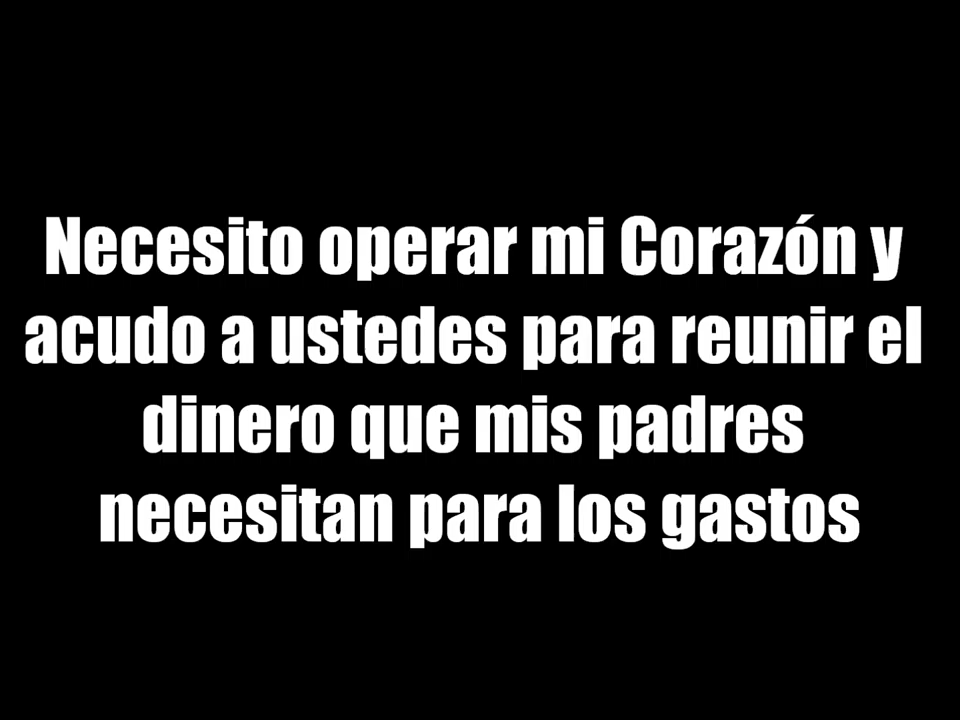 Necesito operar mi Corazón y
acudo a ustedes para reunir el
dinero que mis padres
necesitan para los gastos